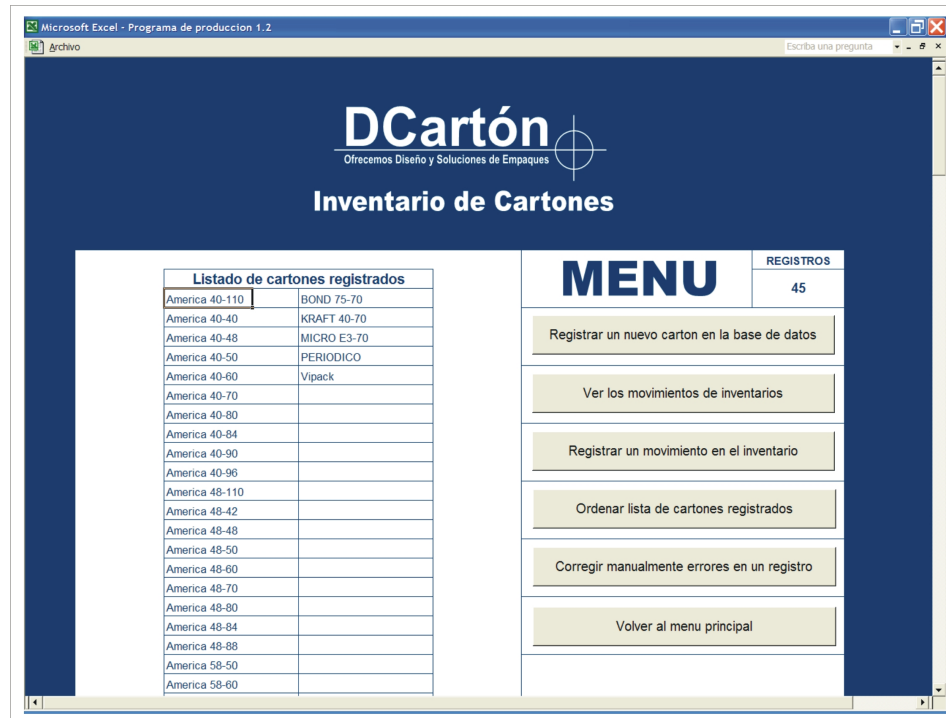 Microsoft Excel - Programa de produccion 1.2
Archivo
Escriba una pregunta
DCartón
Ofrecemos Diseño y Soluciones de Empaques
Inventario de Cartones
Listado de cartones registrados
America 40-110 BOND 75-70
America 40-40 KRAFT 40-70
America 40-48 MICRO E3-70
America 40-50 PERIODICO
America 40-60 Vipack
America 40-70
America 40-80
America 40-84
America 40-90
America 40-96
America 48-110
America 48-42
America 48-48
America 48-50
America 48-60
America 48-70
America 48-80
America 48-84
America 48-88
America 58-50
America 58-60
MENU
REGISTROS
45
Registrar un nuevo carton en la base de datos
Ver los movimientos de inventarios
Registrar un movimiento en el inventario
Ordenar lista de cartones registrados
Corregir manualmente errores en un registro
Volver al menu principal